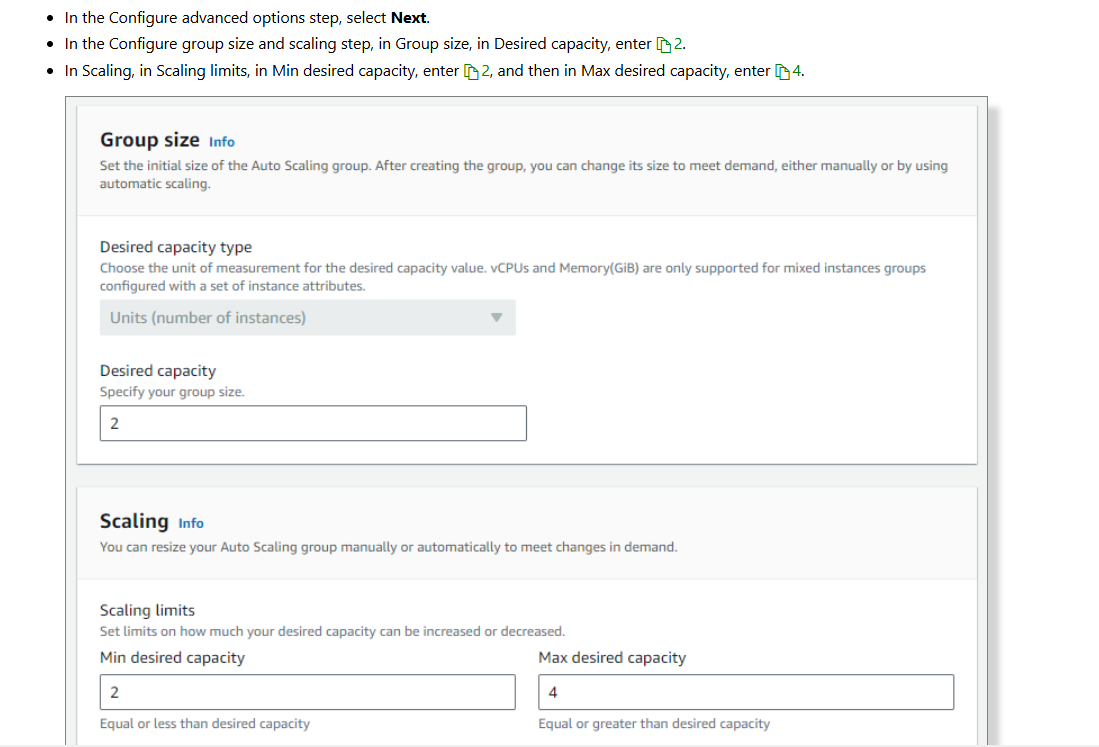 In the Configure advanced options step, select Next.
In the Configure group size and scaling step, in Group size, in Desired capacity, enter 2.
In Scaling, in Scaling limits, in Min desired capacity, enter 2, and then in Max desired capacity, enter 4.
Group size Info
Set the initial size of the Auto Scaling group. After creating the group, you can change its size to meet demand, either manually or by using
automatic scaling.
Desired capacity type
Choose the unit of measurement for the desired capacity value. vCPUs and Memory(GiB) are only supported for mixed instances groups
configured with a set of instance attributes.
Units (number of instances)
Desired capacity
Specify your group size.
2
Scaling Info
You can resize your Auto Scaling group manually or automatically to meet changes in demand.
Scaling limits
Set limits on how much your desired capacity can be increased or decreased.
Min desired capacity Max desired capacity
2 4
Equal or less than desired capacity Equal or greater than desired capacity